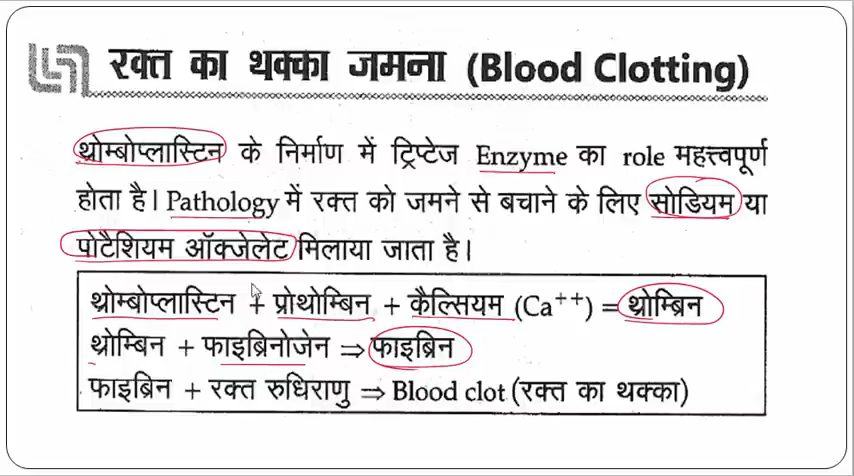 रक्त का थक्का जमना (Blood Clotting)
थ्रोम्बोप्लास्टिन के निर्माण में ट्रिप्टेज Enzyme का role महत्त्वपूर्ण
होता है। Pathology में रक्त को जमने से बचाने के लिए सोडियम या
पोटैशियम ऑक्जेलेट मिलाया जाता है।
थ्रोम्बोप्लास्टिन + प्रोथोम्बिन + कैल्सियम (Ca⁺⁺) = थ्रोम्ब्रिन
थ्रोम्बिन + फाइब्रिनोजेन ⇒ फाइब्रिन
फाइब्रिन + रक्त रुधिराणु ⇒ Blood clot (रक्त का थक्का)